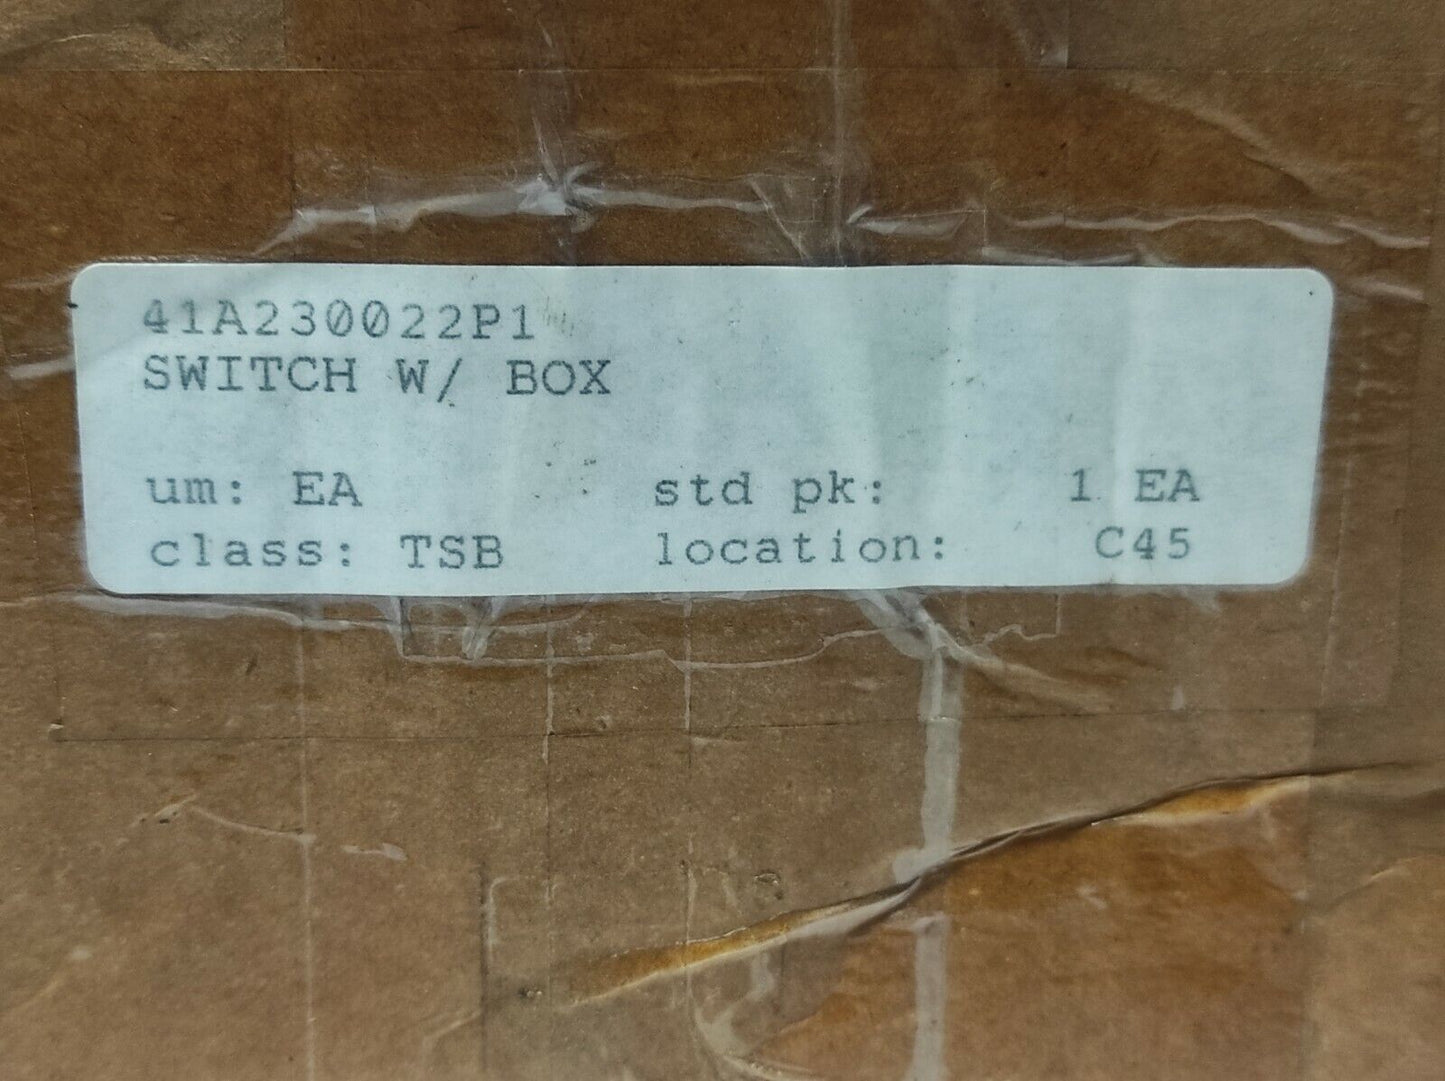 41A230022P1
SWITCH W/ BOX
um: EA std pk: 1 EA
class: TSB location: C45